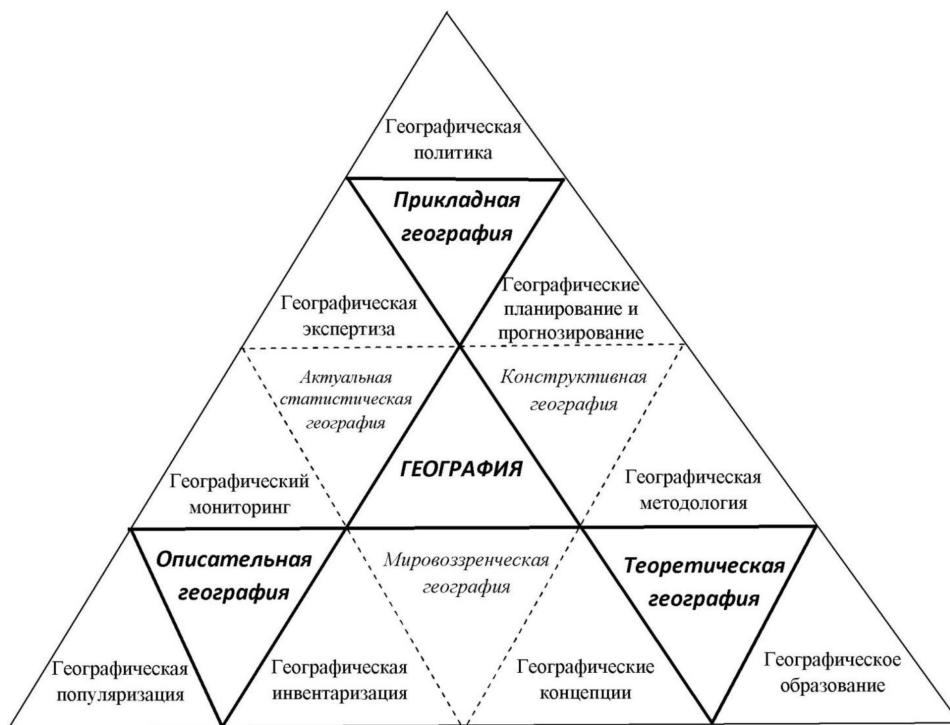 Географическая
политика
Прикладная
география
Географическая
экспертиза
Географические
планирование и
прогнозирование
Актуальная
статистическая
география
Конструктивная
география
ГЕОГРАФИЯ
Географический
мониторинг
Географическая
методология
Описательная
география
Мировоззренческая
география
Теоретическая
география
Географическая
популяризация
Географическая
инвентаризация
Географические
концепции
Географическое
образование